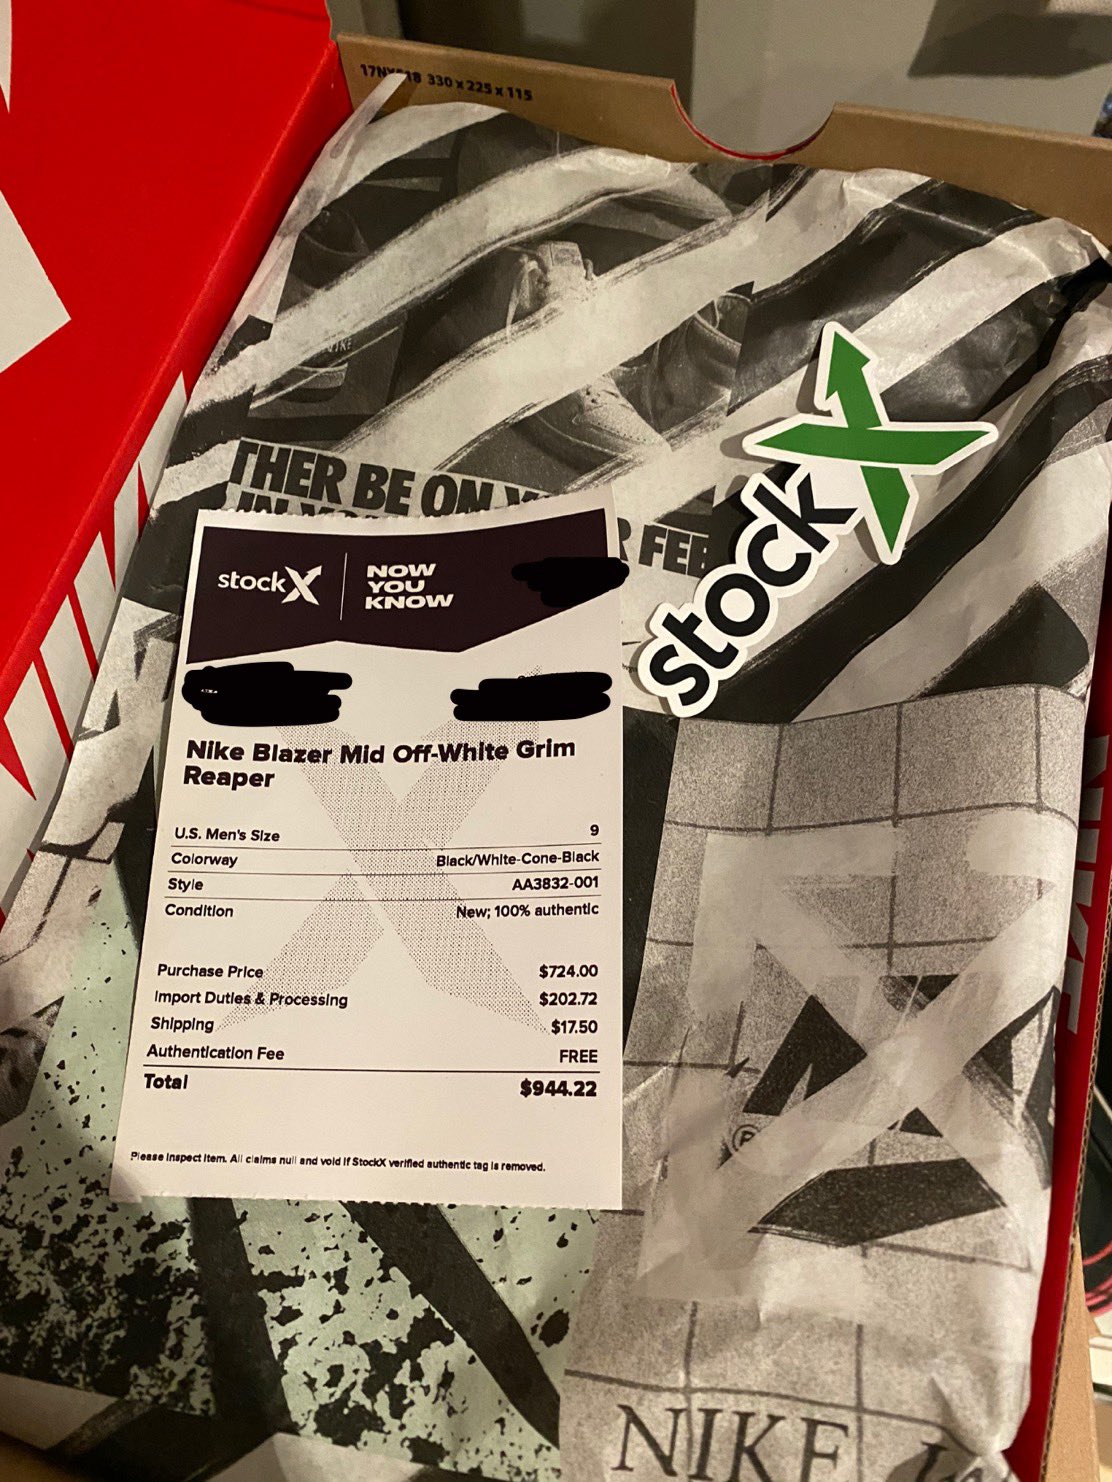 330 x 225 x 115
THER BE ON
R FEE
stockX
stockX
NOW
YOU
KNOW
Nike Blazer Mid Off-White Grim
Reaper
U.S. Men's Size 9
Colorway Black/White-Cone-Black
Style AA3832-001
Condition New; 100% authentic
Purchase Price $724.00
Import Duties & Processing $202.72
Shipping $17.50
Authentication Fee FREE
Total $944.22
Please inspect item. All claims null and void if StockX verified authentic tag is removed.
NIKE
®
NIKE